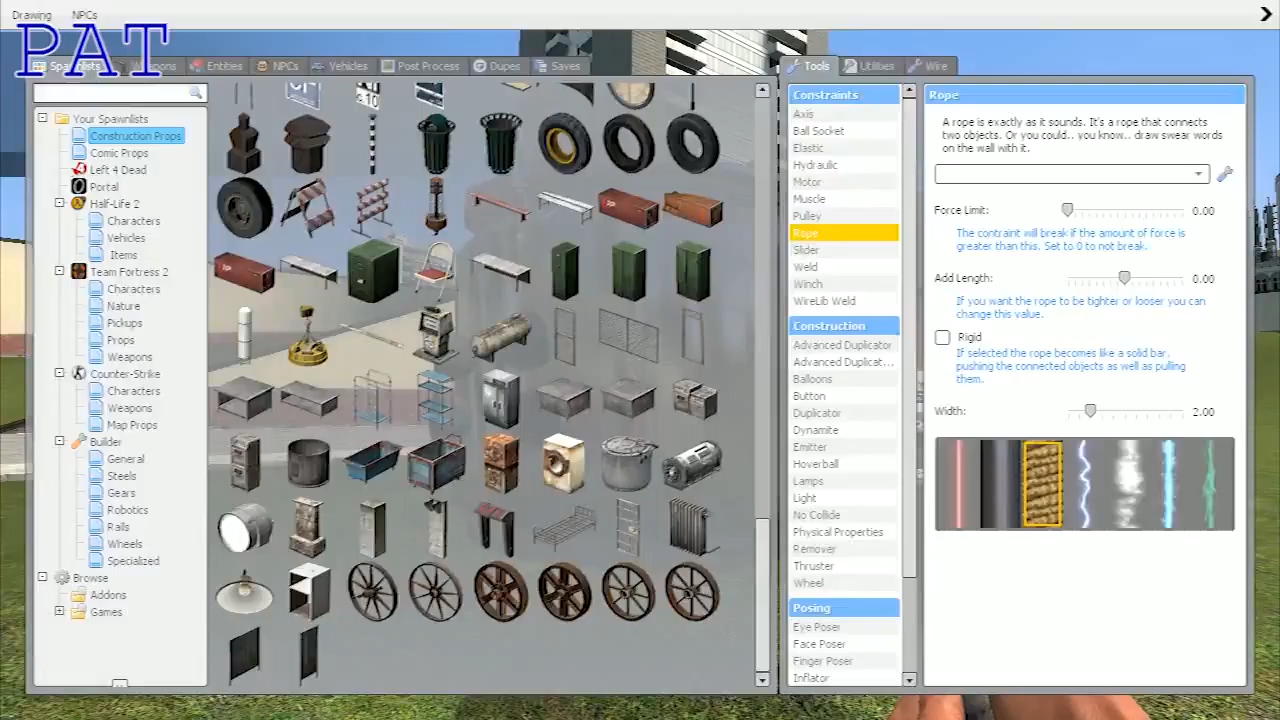 Drawing NPCs
PAT
Spawnlists Weapons Entities NPCs Vehicles Post Process Dupes Saves
Tools Utilities Wire
Your Spawnlists
Construction Props
Comic Props
Left 4 Dead
Portal
Half-Life 2
Characters
Vehicles
Items
Team Fortress 2
Characters
Nature
Pickups
Props
Weapons
Counter-Strike
Characters
Weapons
Map Props
Builder
General
Steels
Gears
Robotics
Rails
Wheels
Specialized
Browse
Addons
Games
10
Constraints
Axis
Ball Socket
Elastic
Hydraulic
Motor
Muscle
Pulley
Rope
Slider
Weld
Winch
WireLib Weld
Construction
Advanced Duplicator
Advanced Duplicat...
Balloons
Button
Duplicator
Dynamite
Emitter
Hoverball
Lamps
Light
No Collide
Physical Properties
Remover
Thruster
Wheel
Posing
Eye Poser
Face Poser
Finger Poser
Inflator
Rope
A rope is exactly as it sounds. It's a rope that connects
two objects. Or you could.. you know.. draw swear words
on the wall with it.
Force Limit: 0.00
The contraint will break if the amount of force is
greater than this. Set to 0 to not break.
Add Length: 0.00
If you want the rope to be tighter or looser you can
change this value.
Rigid
If selected the rope becomes like a solid bar,
pushing the connected objects as well as pulling
them.
Width: 2.00